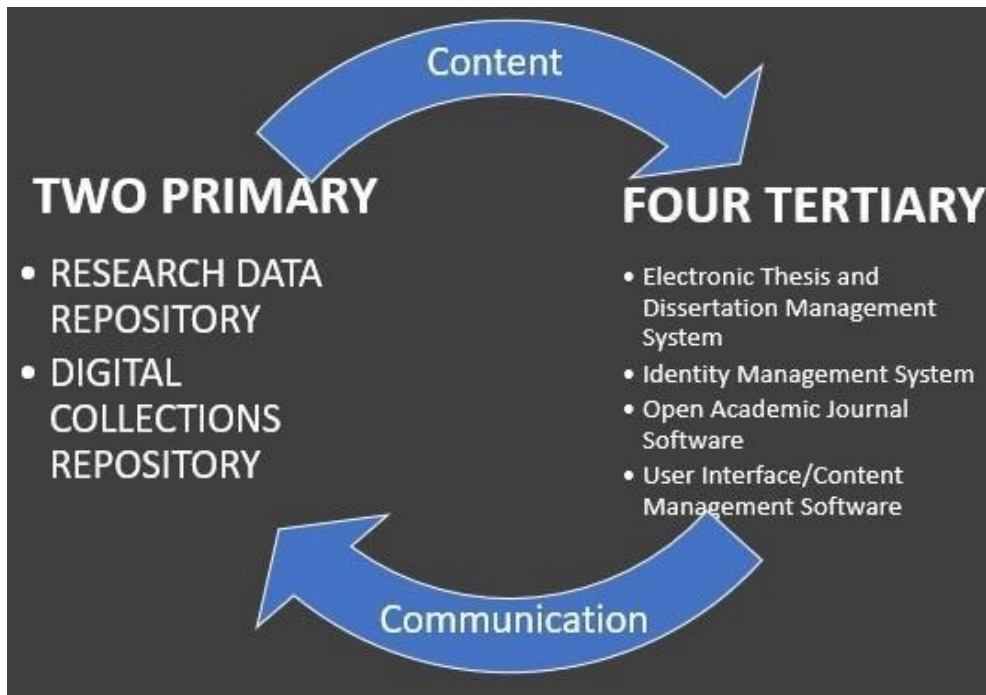 Content
TWO PRIMARY
• RESEARCH DATA
REPOSITORY
• DIGITAL
COLLECTIONS
REPOSITORY
FOUR TERTIARY
• Electronic Thesis and
Dissertation Management
System
• Identity Management System
• Open Academic Journal
Software
• User Interface/Content
Management Software
Communication